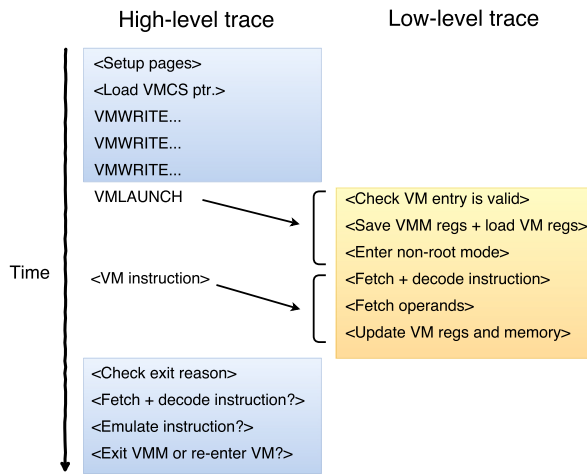 High-level trace
Low-level trace
<Setup pages>
<Load VMCS ptr.>
VMWRITE...
VMWRITE...
VMWRITE...
VMLAUNCH
<Check VM entry is valid>
<Save VMM regs + load VM regs>
<Enter non-root mode>
Time
<VM instruction>
<Fetch + decode instruction>
<Fetch operands>
<Update VM regs and memory>
<Check exit reason>
<Fetch + decode instruction?>
<Emulate instruction?>
<Exit VMM or re-enter VM?>